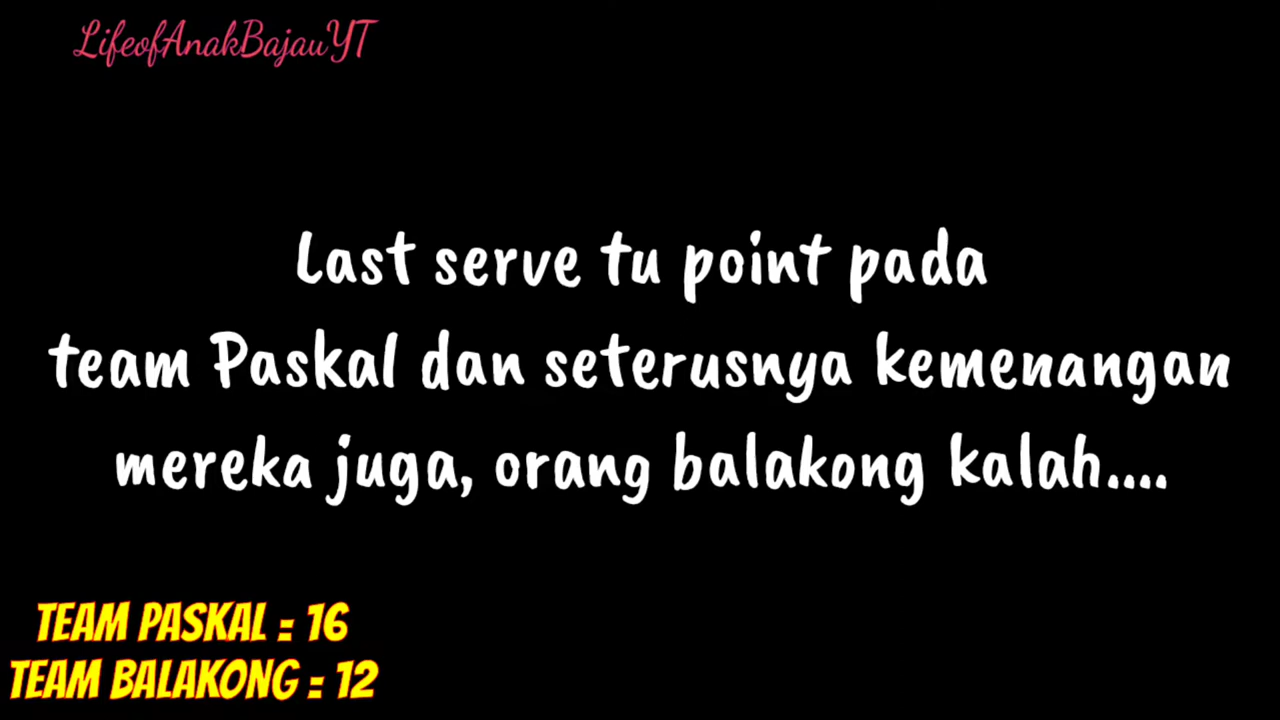 LifeofAnakBajauYT
Last serve tu point pada
team Paskal dan seterusnya kemenangan
mereka juga, orang balakong kalah....
TEAM PASKAL : 16
TEAM BALAKONG : 12